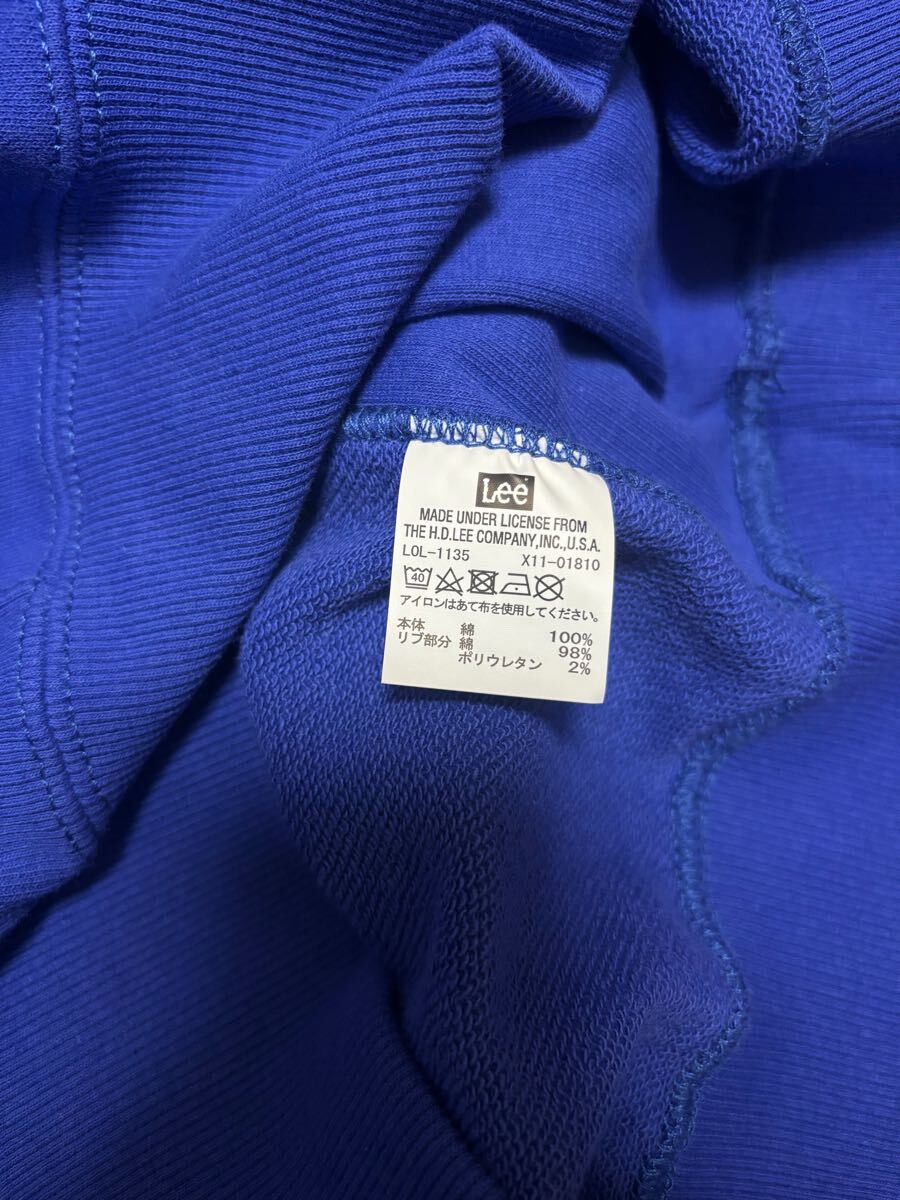 Lee
MADE UNDER LICENSE FROM
THE H.D.LEE COMPANY,INC.,U.S.A.
LOL-1135 X11-01810
40
アイロンはあて布を使用してください。
本体 綿 100%
リブ部分 綿 98%
ポリウレタン 2%